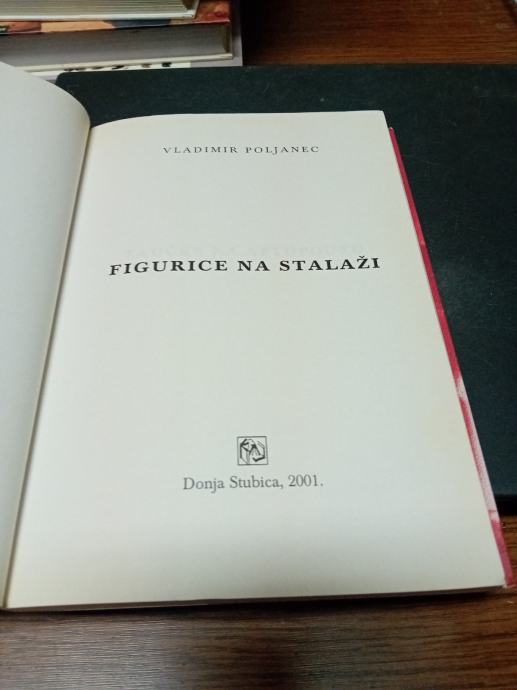 VLADIMIR POLJANEC
FIGURICE NA STALAŽI
Donja Stubica, 2001.